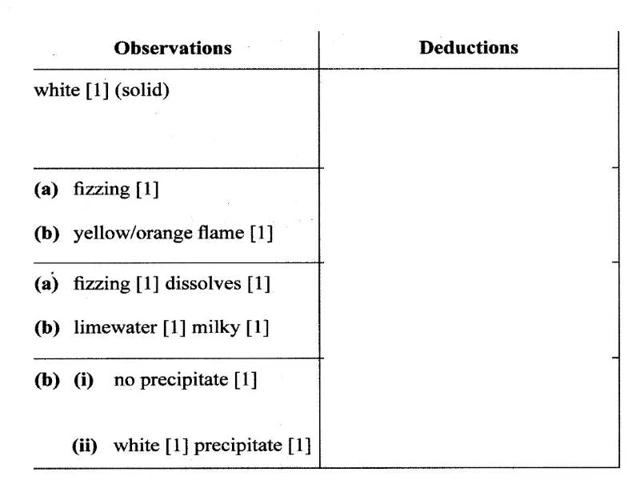 Observations Deductions
white [1] (solid)
(a) fizzing [1]
(b) yellow/orange flame [1]
(a) fizzing [1] dissolves [1]
(b) limewater [1] milky [1]
(b) (i) no precipitate [1]
(ii) white [1] precipitate [1]